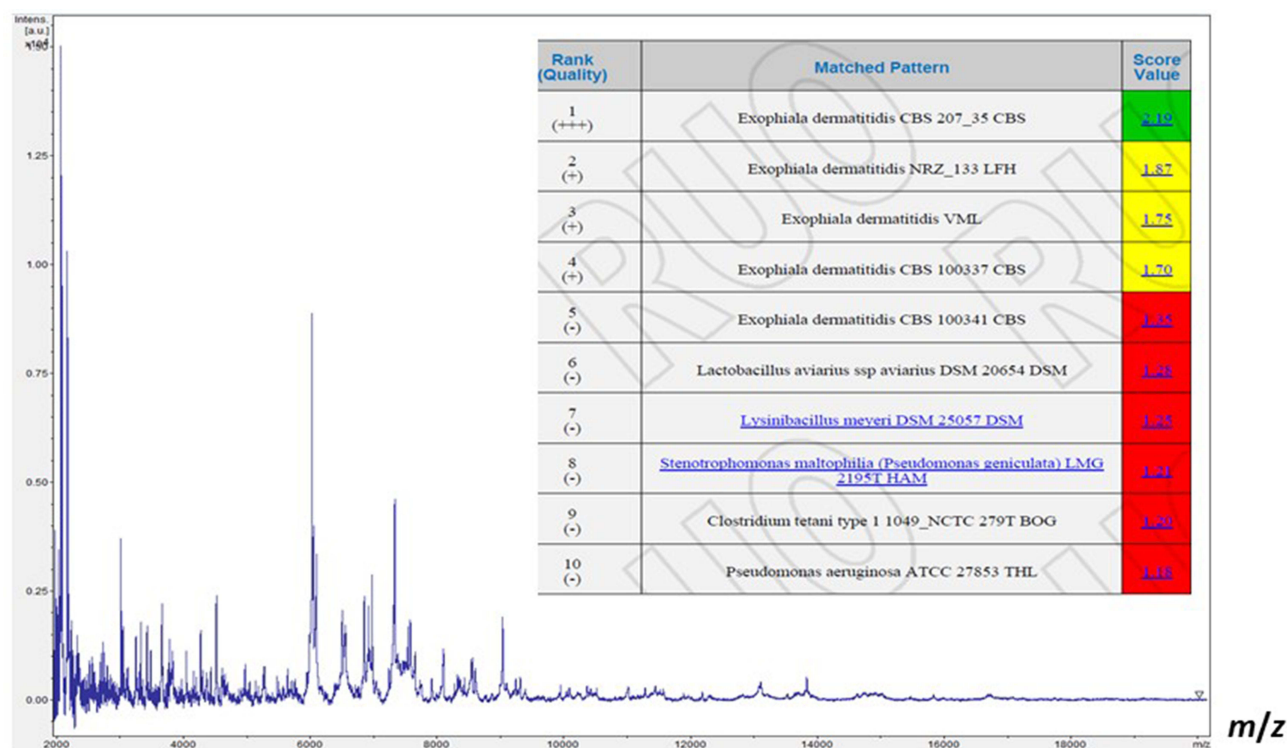 Intens.
[a.u.]
x10⁴
1.50
1.25
1.00
0.75
0.50
0.25
0.00
2000 4000 6000 8000 10000 12000 14000 16000 18000 m/z
m/z
Rank
(Quality) Matched Pattern Score
Value
1
(+++) Exophiala dermatitidis CBS 207_35 CBS 2.19
2
(+) Exophiala dermatitidis NRZ_133 LFH 1.87
3
(+) Exophiala dermatitidis VML 1.75
4
(+) Exophiala dermatitidis CBS 100337 CBS 1.70
5
(-) Exophiala dermatitidis CBS 100341 CBS 1.35
6
(-) Lactobacillus aviarius ssp aviarius DSM 20654 DSM 1.28
7
(-) Lysinibacillus meyeri DSM 25057 DSM 1.25
8
(-) Stenotrophomonas maltophilia (Pseudomonas geniculata) LMG
2195T HAM 1.21
9
(-) Clostridium tetani type 1 1049_NCTC 279T BOG 1.20
10
(-) Pseudomonas aeruginosa ATCC 27853 THL 1.18
RUO